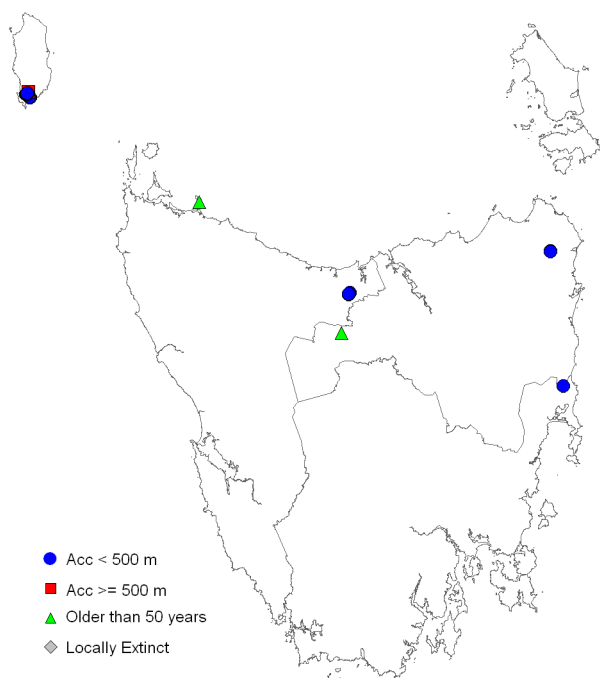 Acc < 500 m
Acc >= 500 m
Older than 50 years
Locally Extinct